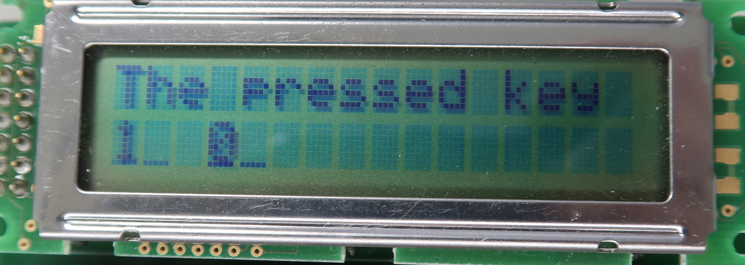 The pressed key
1_ 0_